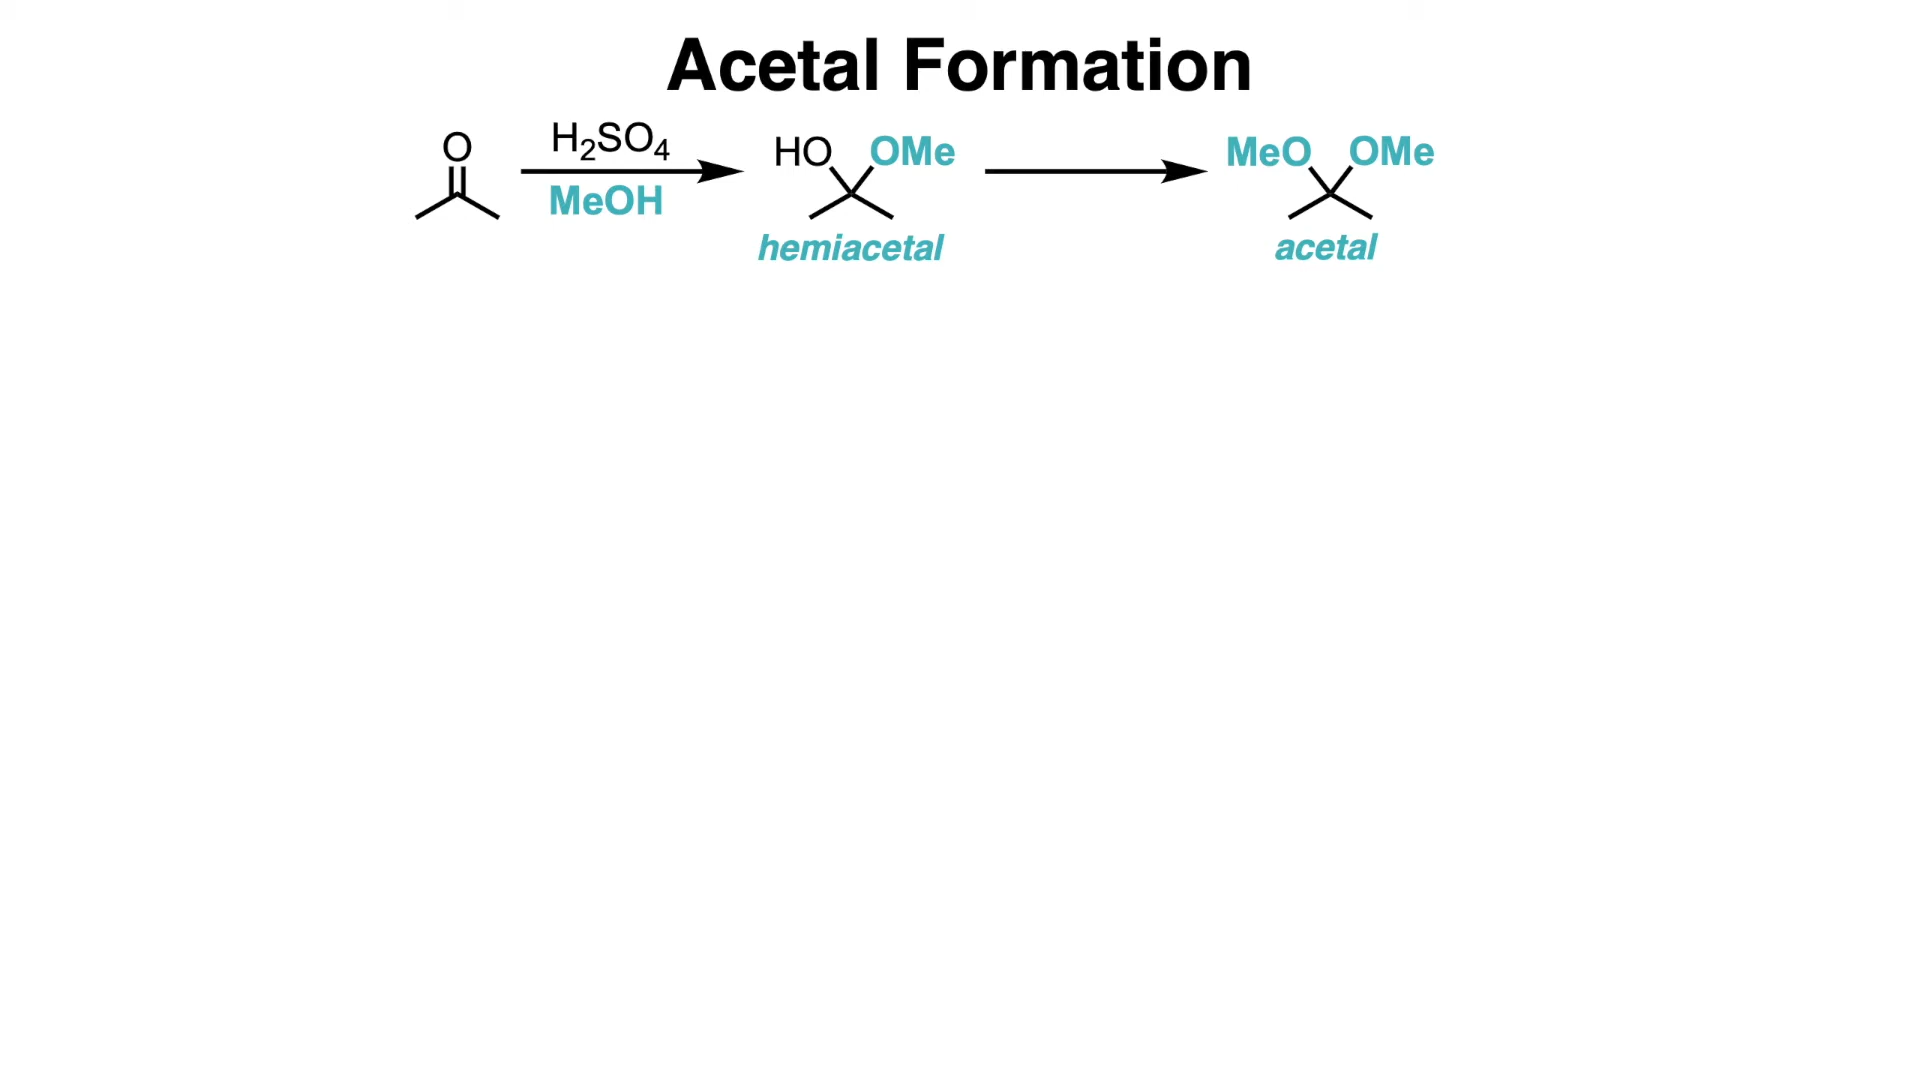 Acetal Formation
O
H₂SO₄
MeOH
HO OMe
hemiacetal
MeO OMe
acetal